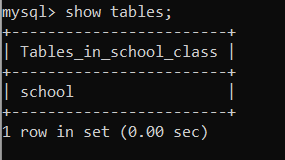 mysql> show tables;
+-------------------------+
| Tables_in_school_class |
+-------------------------+
| school |
+-------------------------+
1 row in set (0.00 sec)